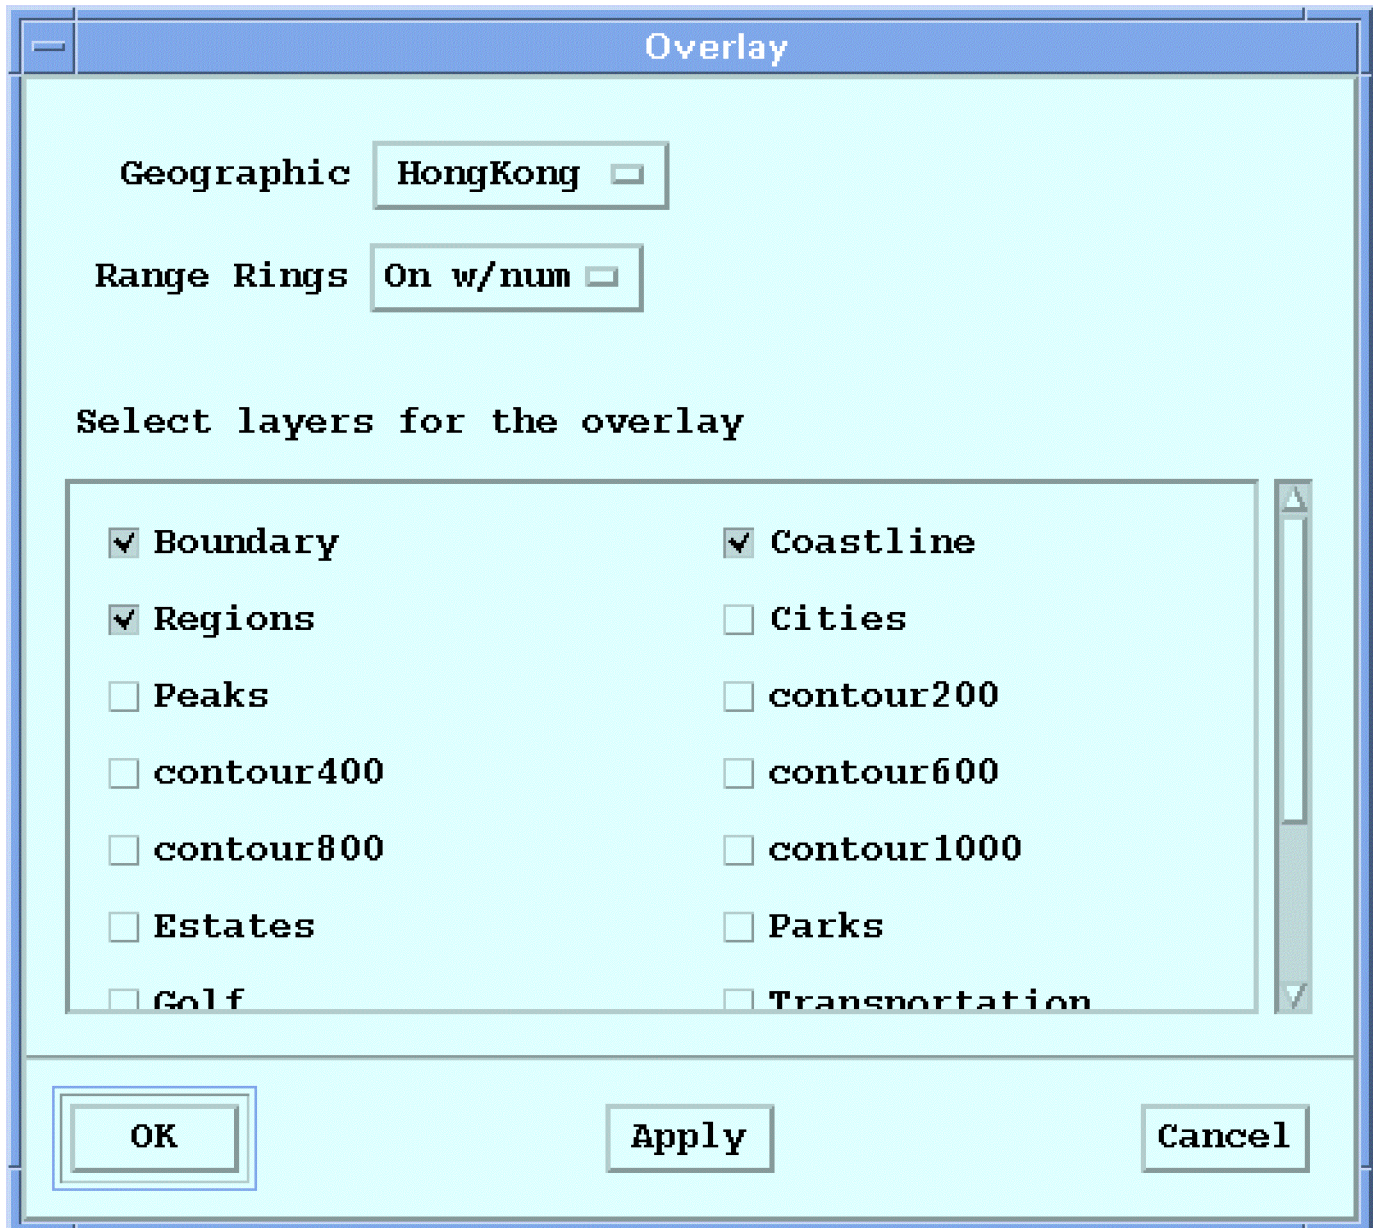 Overlay
Geographic HongKong
Range Rings On w/num
Select layers for the overlay
Boundary Coastline
Regions Cities
Peaks contour200
contour400 contour600
contour800 contour1000
Estates Parks
Golf Transportation
OK Apply Cancel